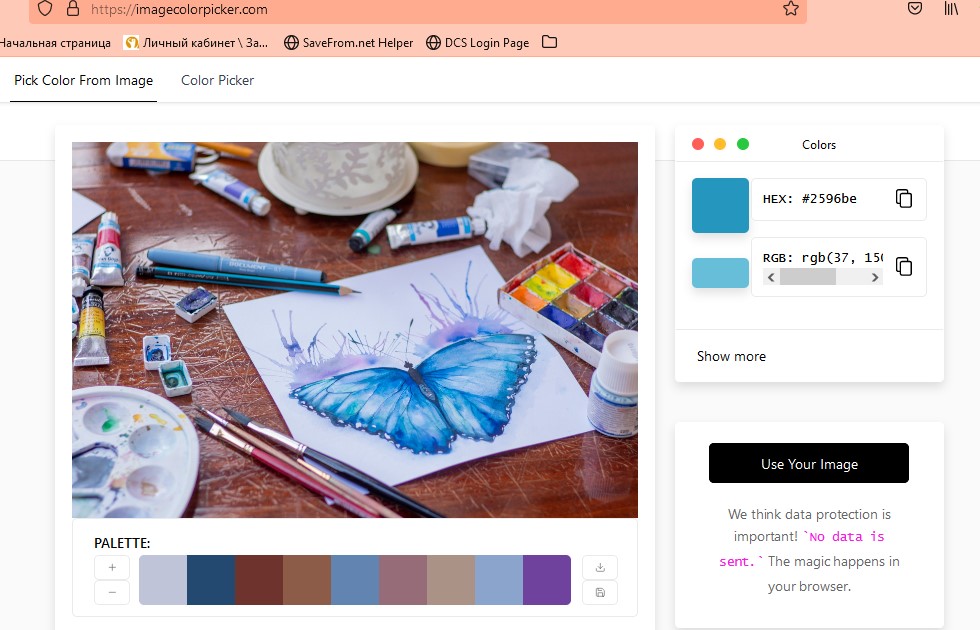 https://imagecolorpicker.com
Начальная страница
Личный кабинет \ За...
SaveFrom.net Helper
DCS Login Page
Pick Color From Image
Color Picker
Colors
HEX: #2596be
RGB: rgb(37, 150
Show more
Use Your Image
We think data protection is
important! `No data is
sent.` The magic happens in
your browser.
PALETTE:
+
−